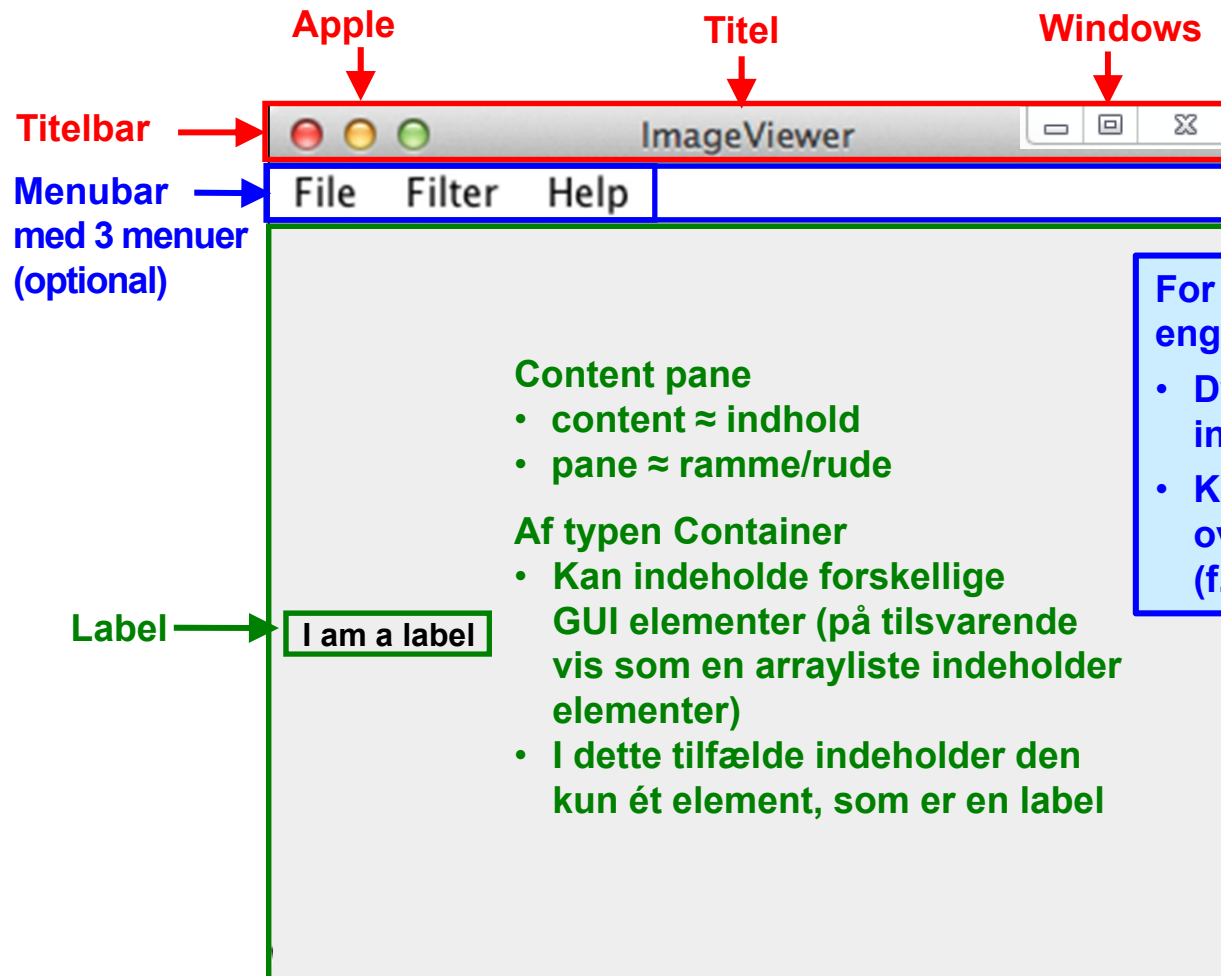 Apple
Titel
Windows
Titelbar
ImageViewer
Menubar
med 3 menuer
(optional)
File Filter Help
For
Content pane
• content ≈ indhold
• pane ≈ ramme/rude
Af typen Container
• Kan indeholde forskellige
GUI elementer (på tilsvarende
vis som en arrayliste indeholder
elementer)
• I dette tilfælde indeholder den
kun ét element, som er en label
Label
I am a label